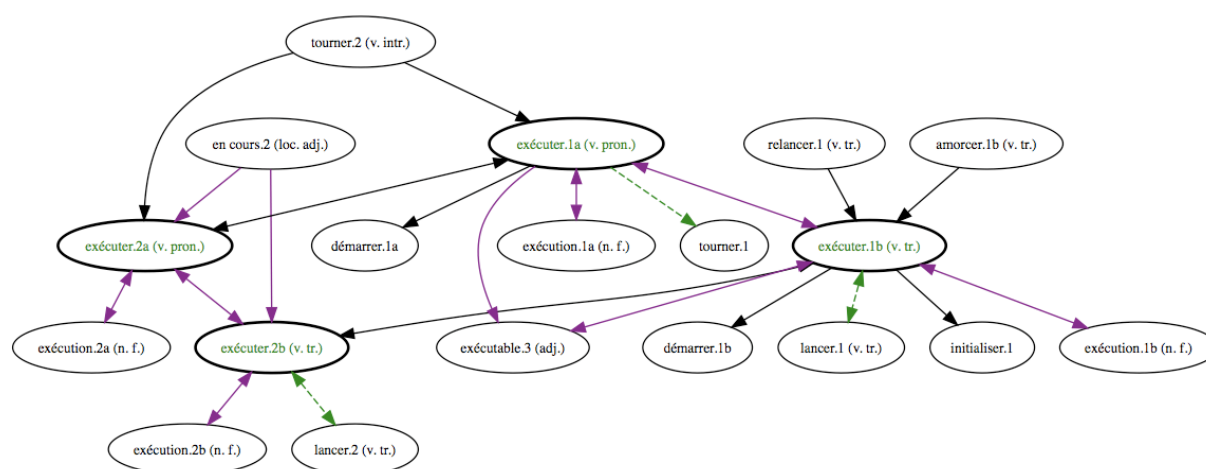 tourner.2 (v. intr.)
en cours.2 (loc. adj.)
exécuter.1a (v. pron.)
relancer.1 (v. tr.)
amorcer.1b (v. tr.)
exécuter.2a (v. pron.)
démarrer.1a
exécution.1a (n. f.)
tourner.1
exécuter.1b (v. tr.)
exécution.2a (n. f.)
exécuter.2b (v. tr.)
exécutable.3 (adj.)
démarrer.1b
lancer.1 (v. tr.)
initialiser.1
exécution.1b (n. f.)
exécution.2b (n. f.)
lancer.2 (v. tr.)